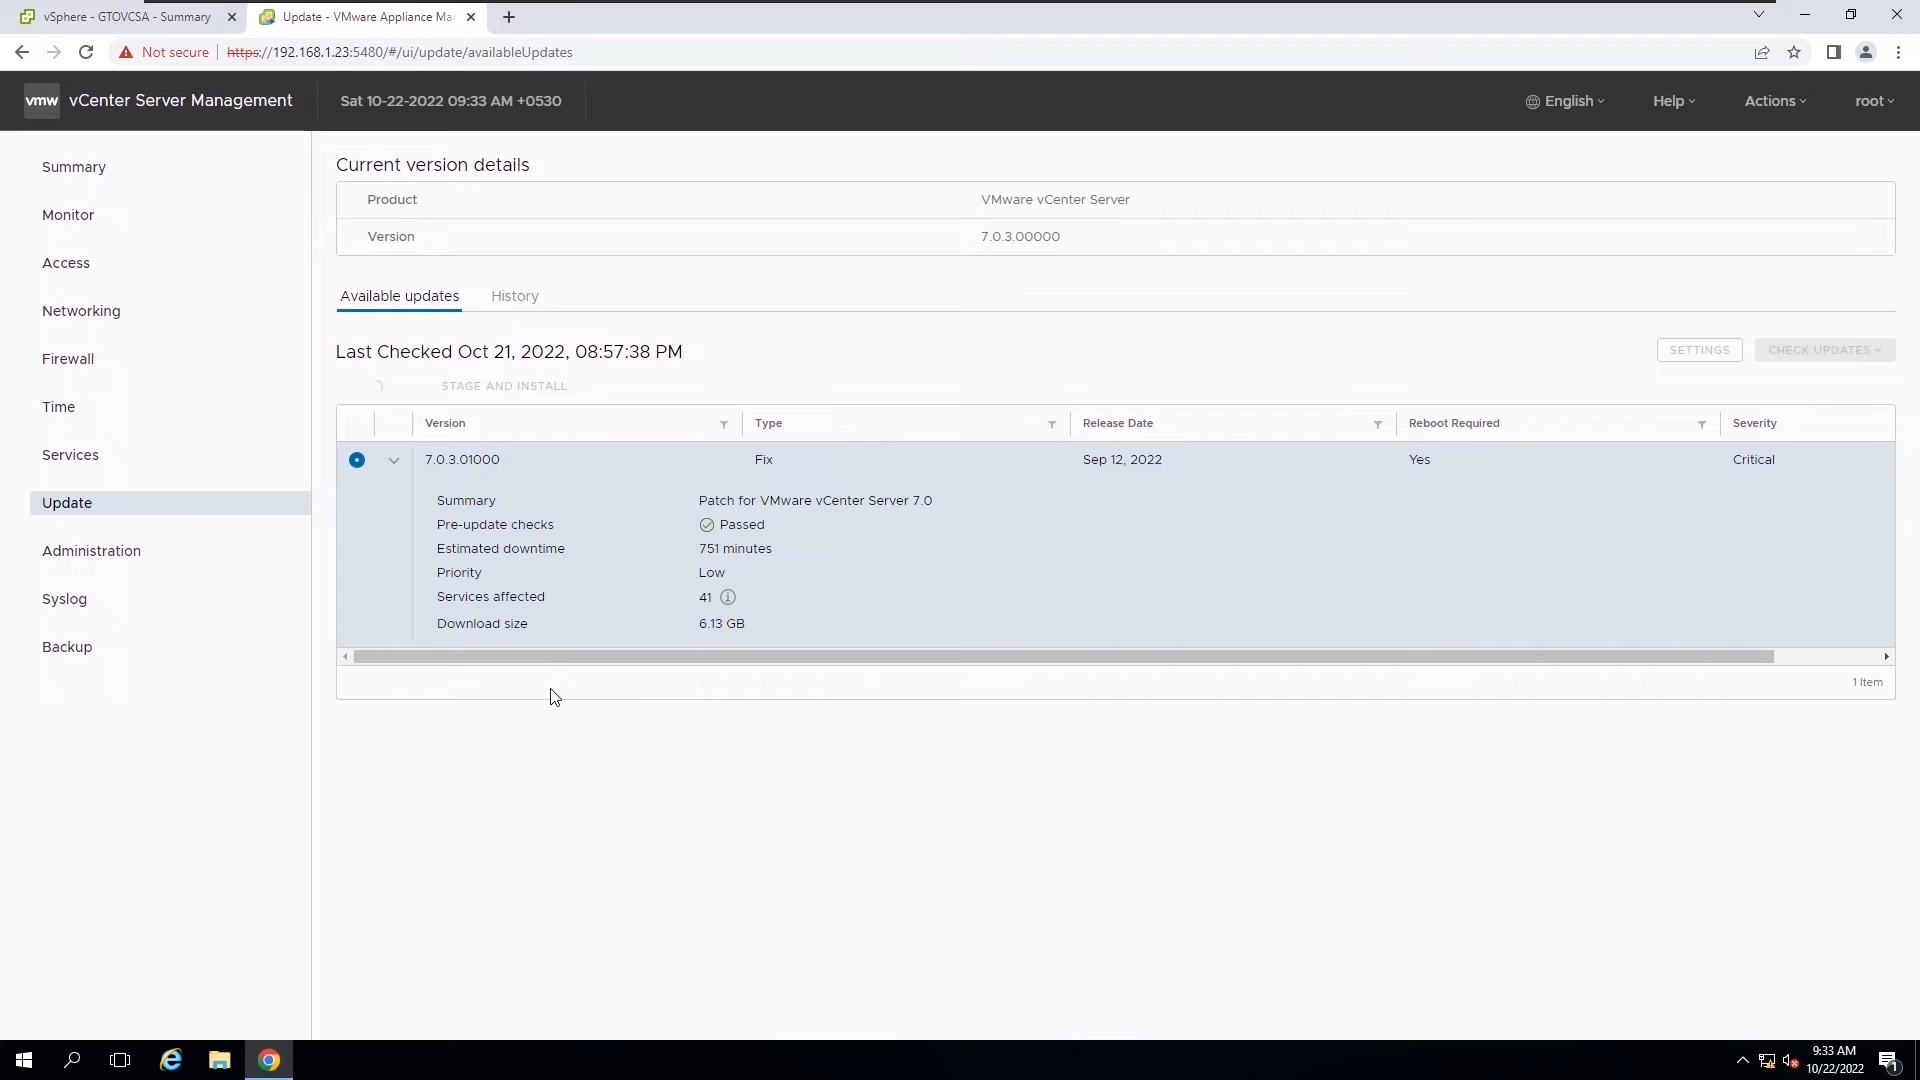 vSphere - GTOVCSA - Summary
Update - VMware Appliance Ma
Not secure
https://192.168.1.23:5480/#/ui/update/availableUpdates
vmw vCenter Server Management
Sat 10-22-2022 09:33 AM +0530
English
Help
Actions
root
Summary
Monitor
Access
Networking
Firewall
Time
Services
Update
Administration
Syslog
Backup
Current version details
Product VMware vCenter Server
Version 7.0.3.00000
Available updates History
Last Checked Oct 21, 2022, 08:57:38 PM
SETTINGS CHECK UPDATES
STAGE AND INSTALL
Version Type Release Date Reboot Required Severity
7.0.3.01000 Fix Sep 12, 2022 Yes Critical
Summary Patch for VMware vCenter Server 7.0
Pre-update checks Passed
Estimated downtime 751 minutes
Priority Low
Services affected 41
Download size 6.13 GB
1 Item
9:33 AM
10/22/2022
1